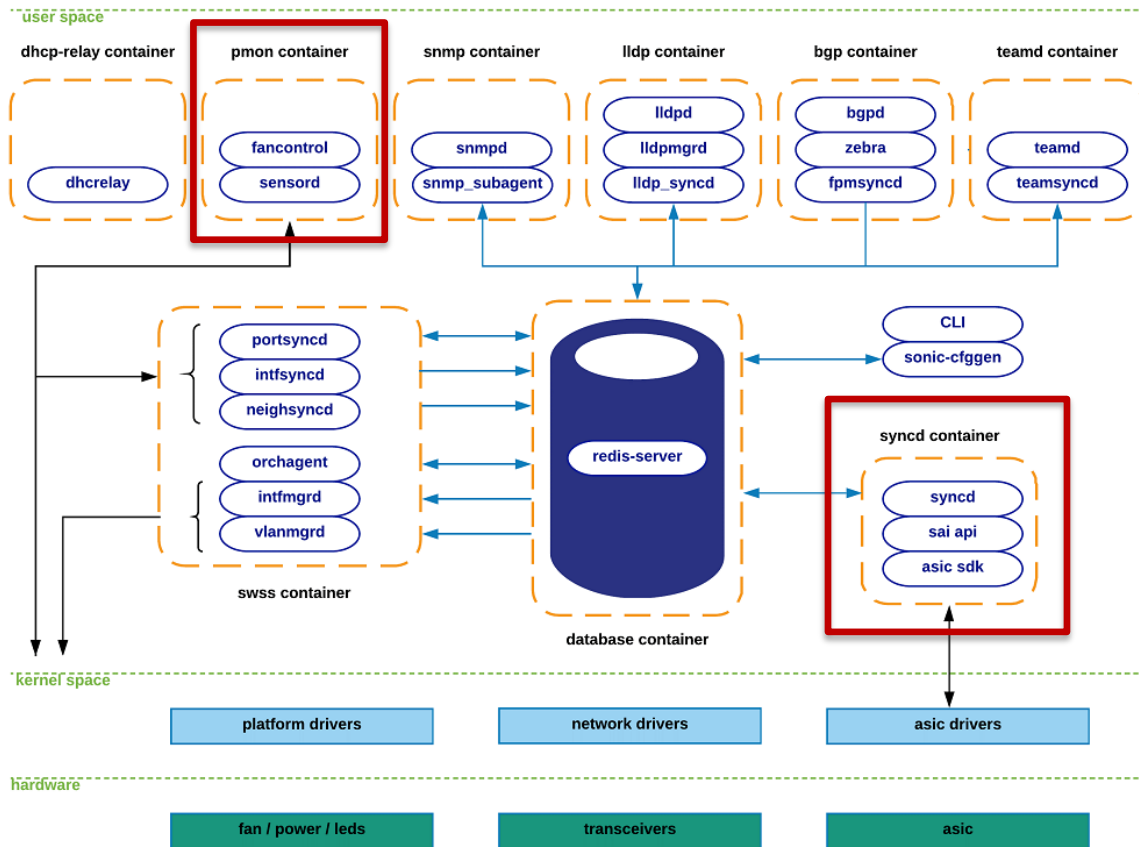 user space
dhcp-relay container
pmon container
snmp container
lldp container
bgp container
teamd container
dhcrelay
fancontrol
sensord
snmpd
snmp_subagent
lldpd
lldpmgrd
lldp_syncd
bgpd
zebra
fpmsyncd
teamd
teamsyncd
portsyncd
intfsyncd
neighsyncd
orchagent
intfmgrd
vlanmgrd
swss container
redis-server
database container
CLI
sonic-cfggen
syncd container
syncd
sai api
asic sdk
kernel space
platform drivers
network drivers
asic drivers
hardware
fan / power / leds
transceivers
asic